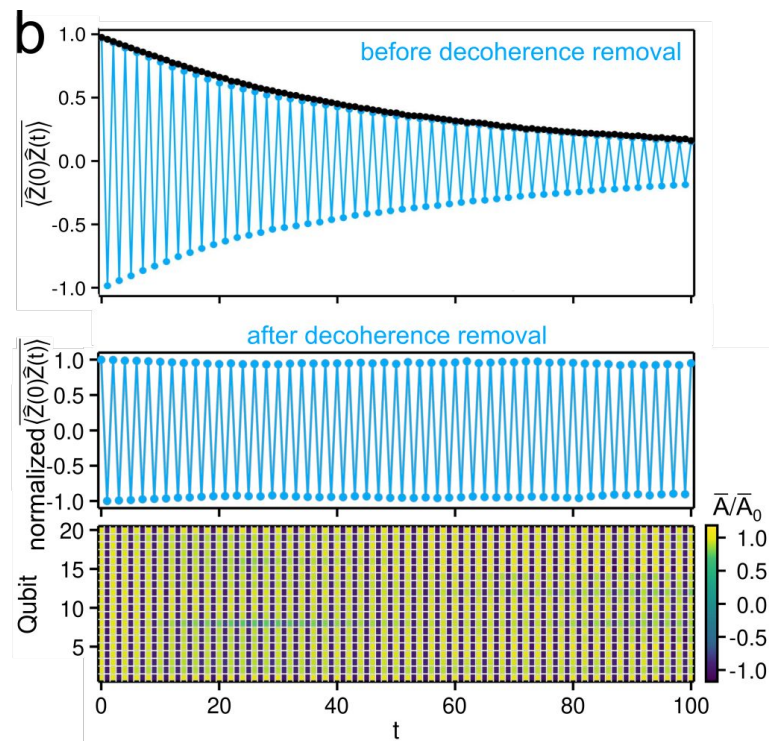 b
before decoherence removal
1.0
0.5
0.0
-0.5
-1.0
⟨Ẑ(0)Ẑ(t)⟩
after decoherence removal
1.0
0.5
0.0
-0.5
-1.0
normalized ⟨Ẑ(0)Ẑ(t)⟩
A̅/A̅₀
20
15
10
5
Qubit
1.0
0.5
0.0
-0.5
-1.0
0 20 40 60 80 100
t